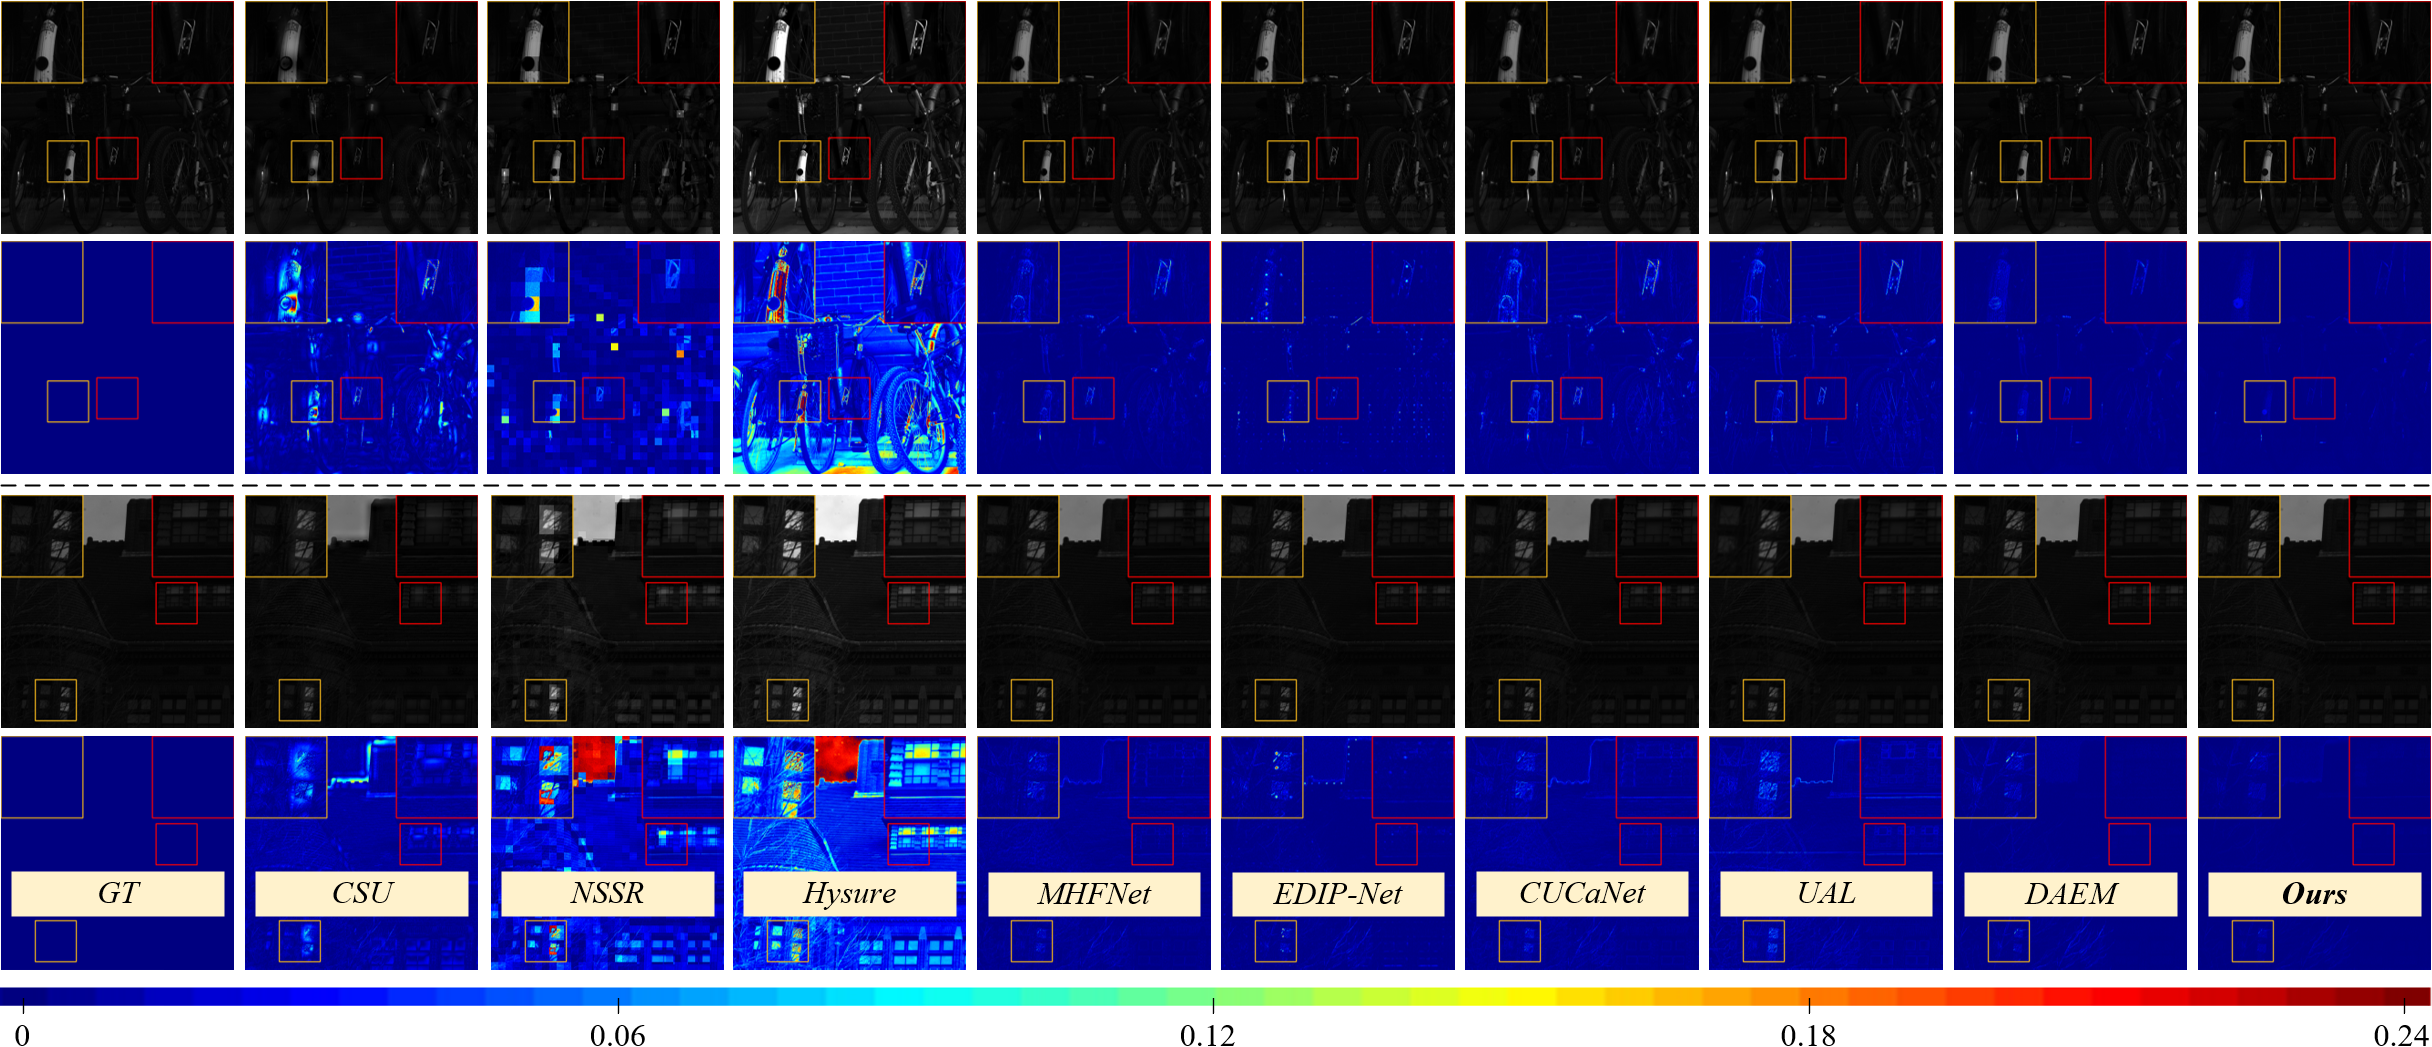 GT CSU NSSR Hysure MHFNet EDIP-Net CUCaNet UAL DAEM Ours
0 0.06 0.12 0.18 0.24